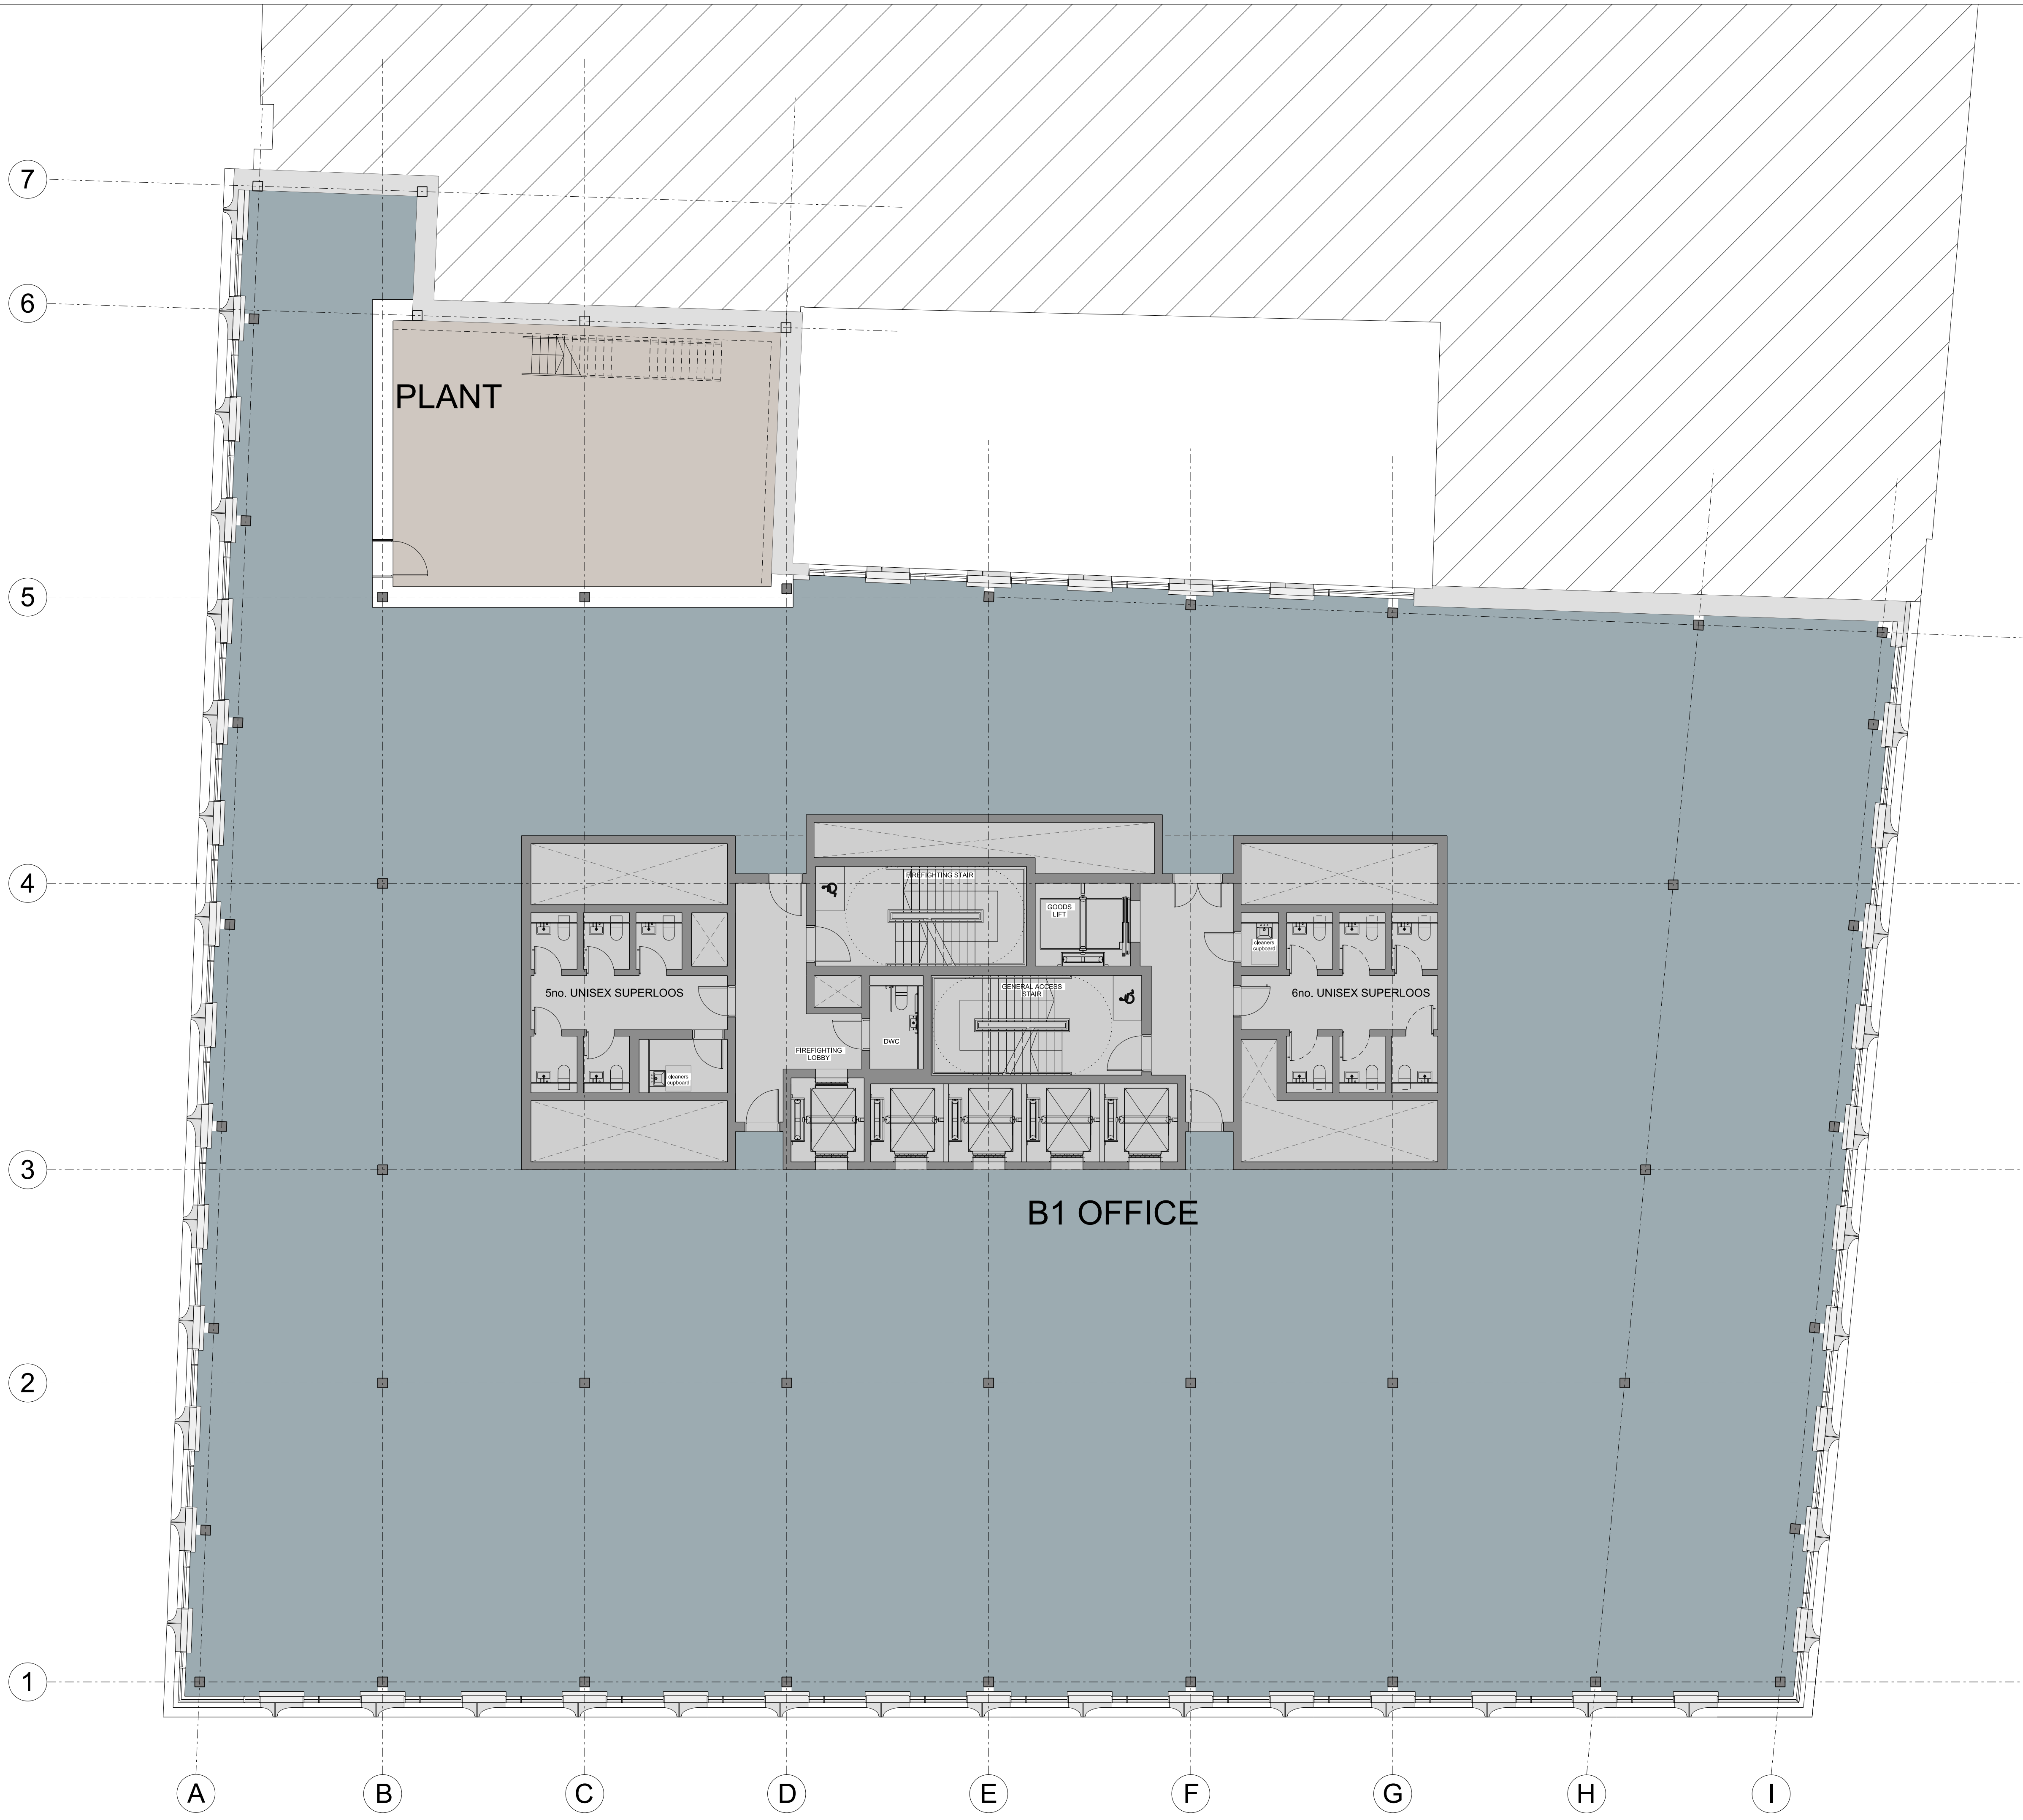 7
6
PLANT
5
4
FIREFIGHTING STAIR
GOODS
LIFT
cleaners
cupboard
5no. UNISEX SUPERLOOS
GENERAL ACCESS
STAIR
6no. UNISEX SUPERLOOS
FIREFIGHTING
LOBBY
DWC
cleaners
cupboard
3
B1 OFFICE
2
1
A B C D E F G H I